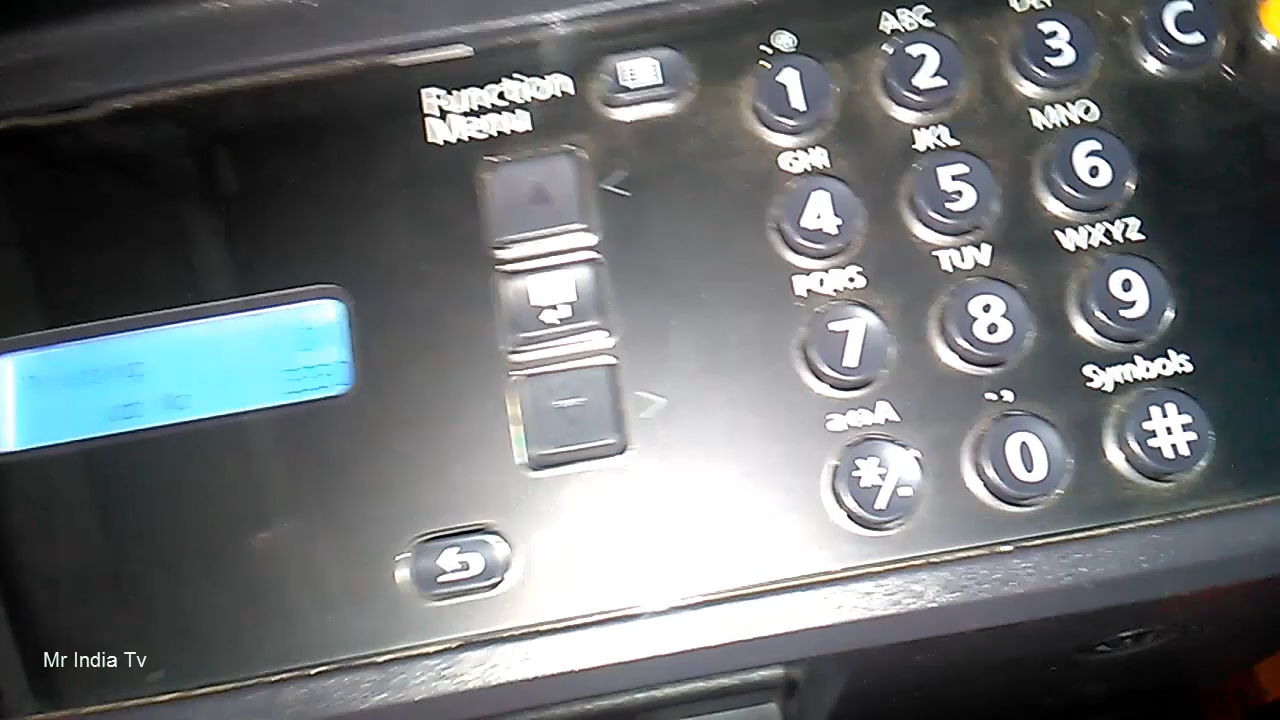 Function
Menu
1
ABC
2
3
C
GHI
4
JKL
5
MNO
6
PQRS
7
TUV
8
WXYZ
9
*/-
0
Symbols
#
Mr India Tv